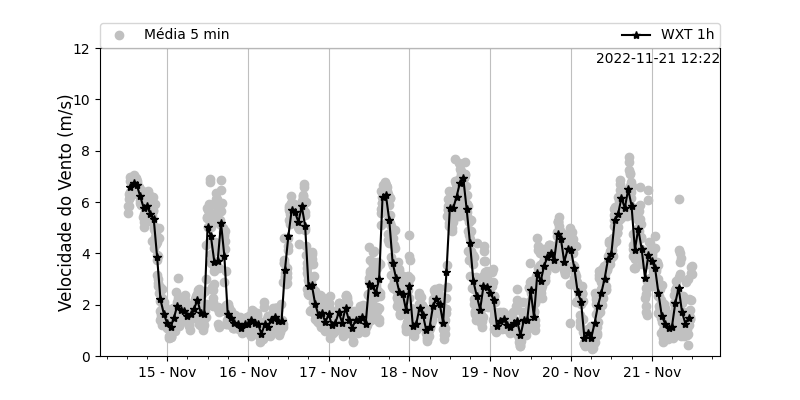 Média 5 min
WXT 1h
2022-11-21 12:22
Velocidade do Vento (m/s)
12
10
8
6
4
2
0
15 - Nov
16 - Nov
17 - Nov
18 - Nov
19 - Nov
20 - Nov
21 - Nov